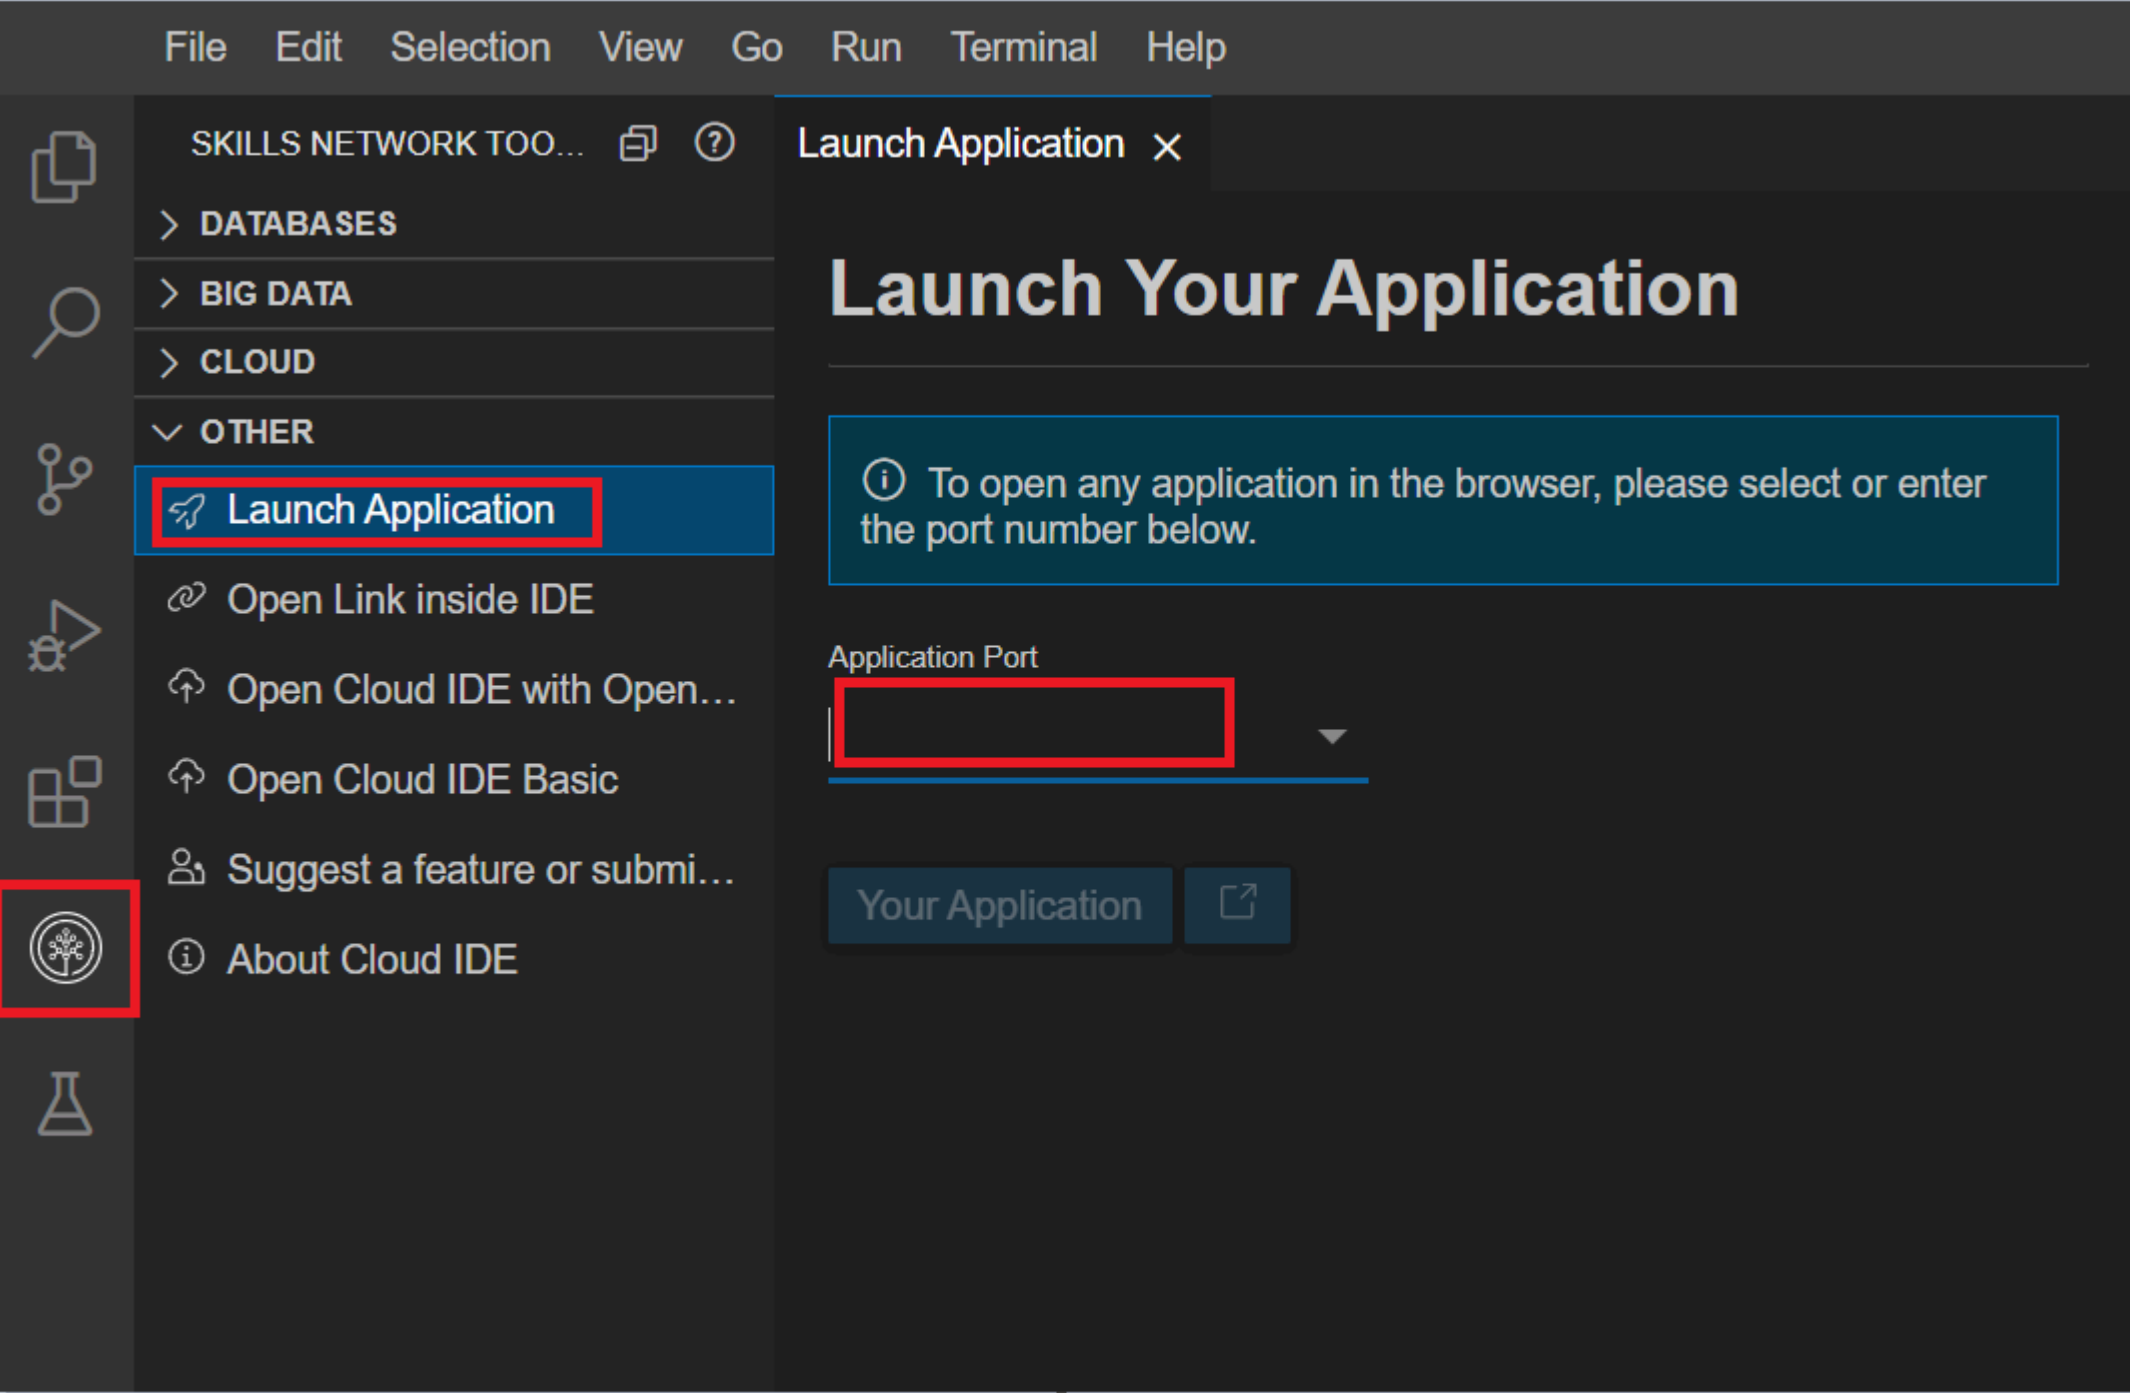 File Edit Selection View Go Run Terminal Help
SKILLS NETWORK TOO...
DATABASES
BIG DATA
CLOUD
OTHER
Launch Application
Open Link inside IDE
Open Cloud IDE with Open...
Open Cloud IDE Basic
Suggest a feature or submi...
About Cloud IDE
Launch Application
Launch Your Application
To open any application in the browser, please select or enter
the port number below.
Application Port
Your Application